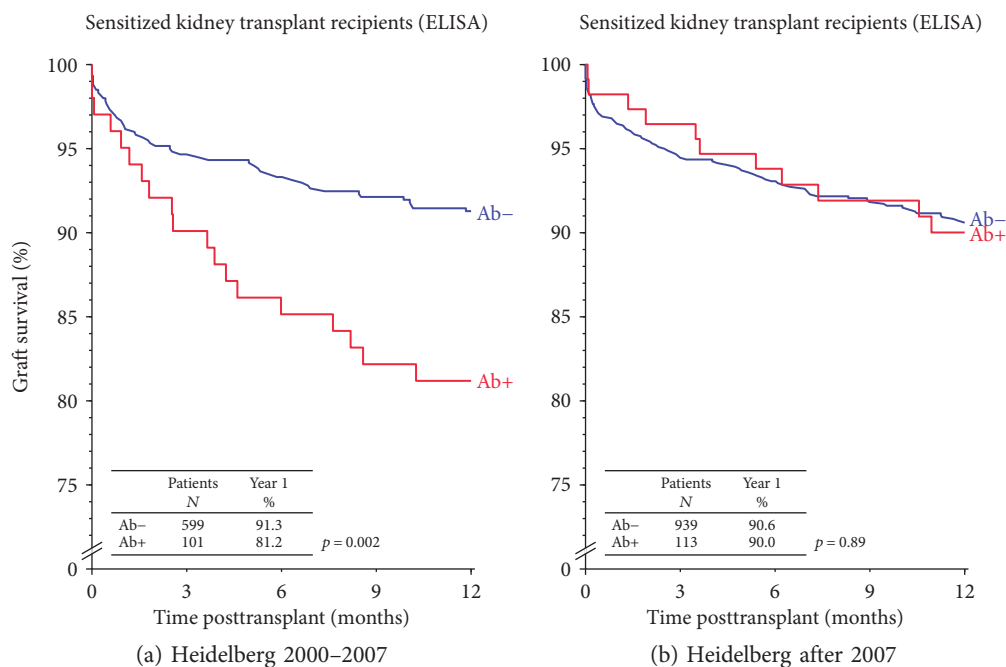 Sensitized kidney transplant recipients (ELISA)
Graft survival (%)
100
95
90
85
80
75
0
Ab−
Ab+
Patients Year 1
N %
Ab− 599 91.3
Ab+ 101 81.2
p = 0.002
0 3 6 9 12
Time posttransplant (months)
(a) Heidelberg 2000–2007
Sensitized kidney transplant recipients (ELISA)
100
95
90
85
80
75
0
Ab−
Ab+
Patients Year 1
N %
Ab− 939 90.6
Ab+ 113 90.0
p = 0.89
0 3 6 9 12
Time posttransplant (months)
(b) Heidelberg after 2007